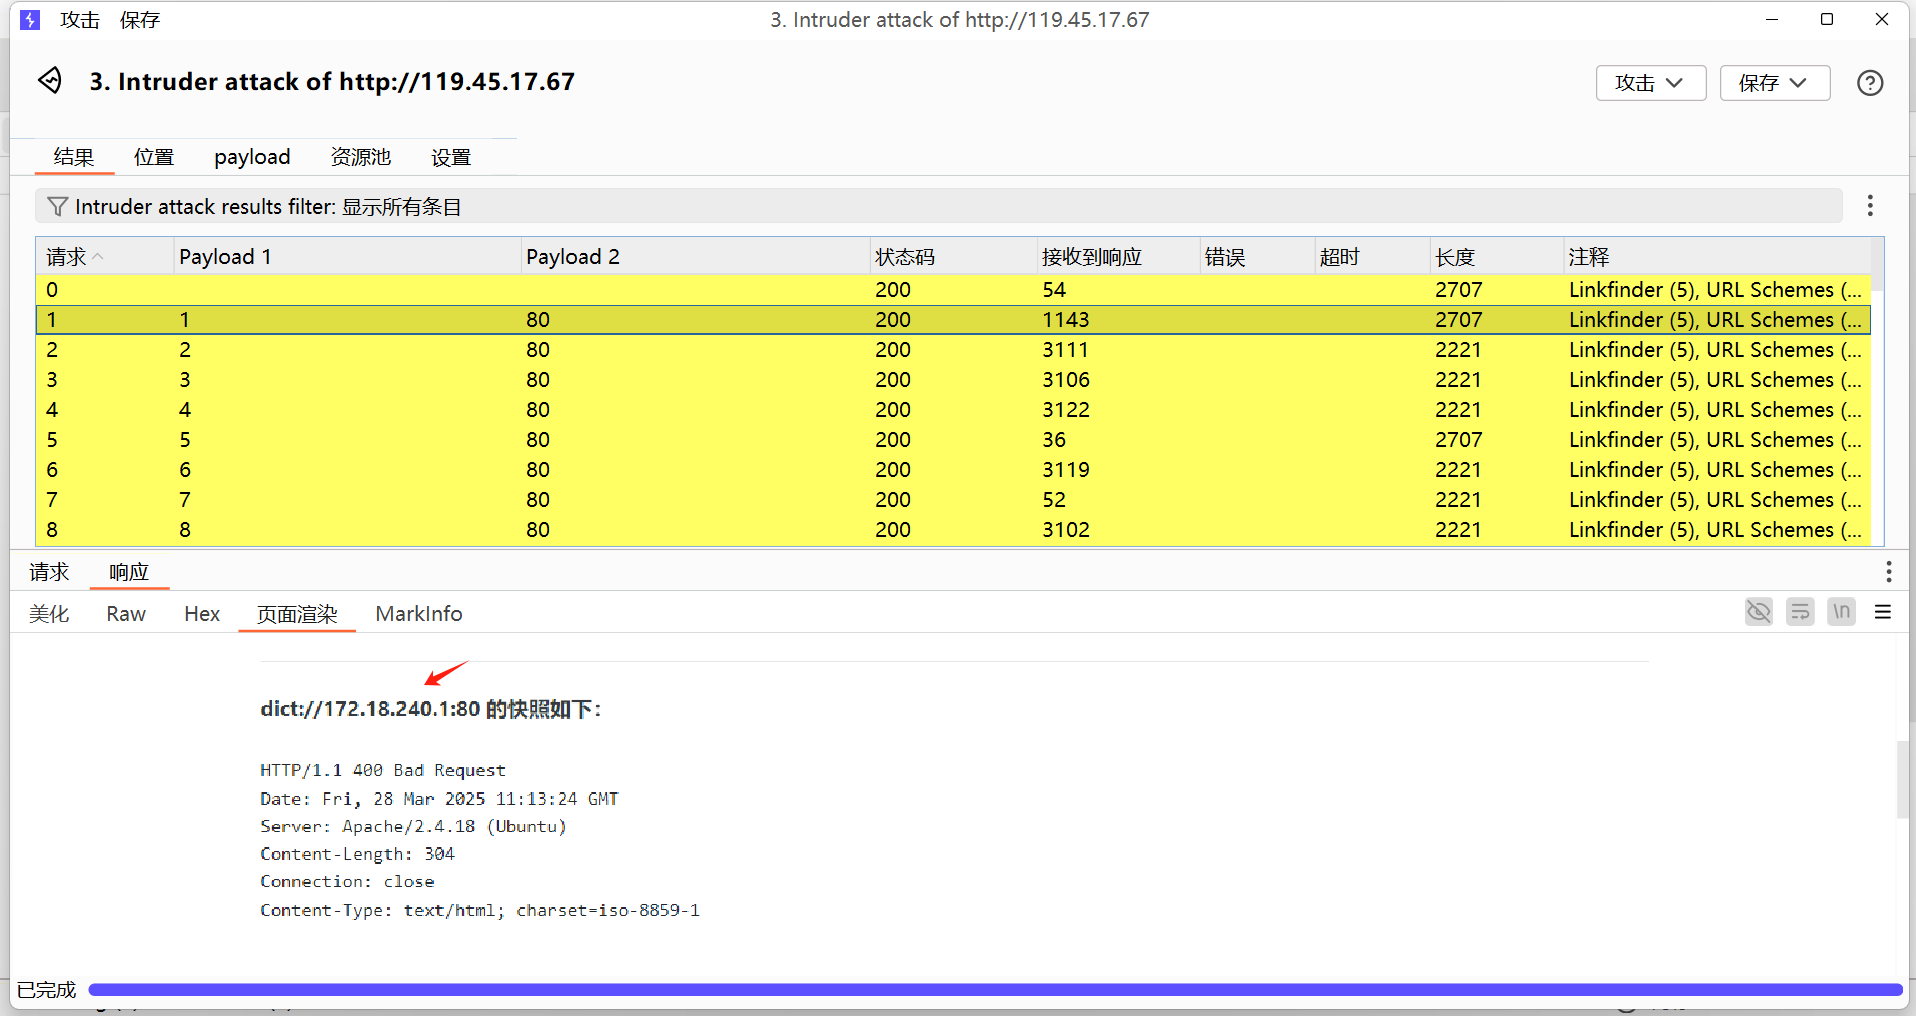 攻击 保存 3. Intruder attack of http://119.45.17.67
3. Intruder attack of http://119.45.17.67 攻击 保存
结果 位置 payload 资源池 设置
Intruder attack results filter: 显示所有条目
请求 Payload 1 Payload 2 状态码 接收到响应 错误 超时 长度 注释
0 200 54 2707 Linkfinder (5), URL Schemes (...
1 1 80 200 1143 2707 Linkfinder (5), URL Schemes (...
2 2 80 200 3111 2221 Linkfinder (5), URL Schemes (...
3 3 80 200 3106 2221 Linkfinder (5), URL Schemes (...
4 4 80 200 3122 2221 Linkfinder (5), URL Schemes (...
5 5 80 200 36 2707 Linkfinder (5), URL Schemes (...
6 6 80 200 3119 2221 Linkfinder (5), URL Schemes (...
7 7 80 200 52 2221 Linkfinder (5), URL Schemes (...
8 8 80 200 3102 2221 Linkfinder (5), URL Schemes (...
请求 响应
美化 Raw Hex 页面渲染 MarkInfo \n
dict://172.18.240.1:80 的快照如下：
HTTP/1.1 400 Bad Request
Date: Fri, 28 Mar 2025 11:13:24 GMT
Server: Apache/2.4.18 (Ubuntu)
Content-Length: 304
Connection: close
Content-Type: text/html; charset=iso-8859-1
已完成